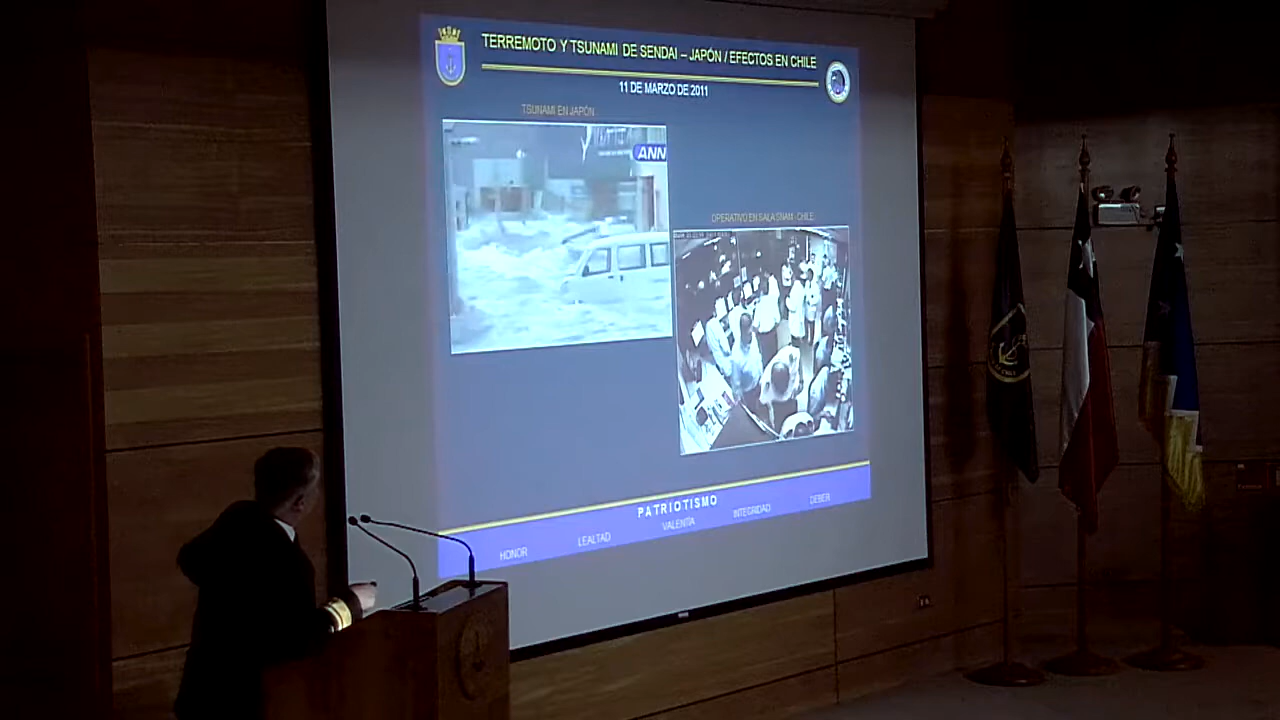 TERREMOTO Y TSUNAMI DE SENDAI – JAPÓN / EFECTOS EN CHILE
11 DE MARZO DE 2011
TSUNAMI EN JAPÓN
ANN
OPERATIVO EN SALA SNAM - CHILE
PATRIOTISMO
HONOR LEALTAD VALENTÍA INTEGRIDAD DEBER